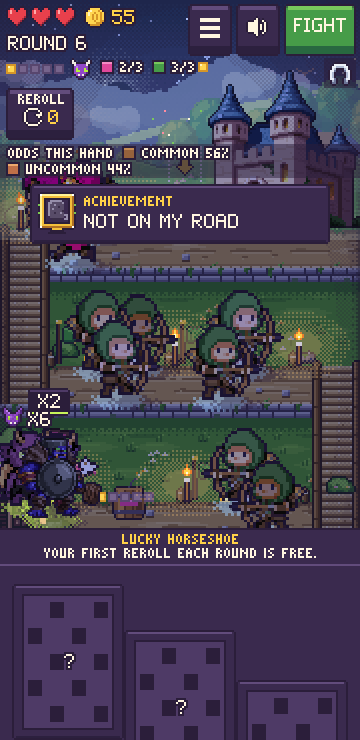 55
FIGHT
ROUND 6
2/3
3/3
REROLL
0
ODDS THIS HAND COMMON 56%
UNCOMMON 44%
ACHIEVEMENT
NOT ON MY ROAD
X2
X6
LUCKY HORSESHOE
YOUR FIRST REROLL EACH ROUND IS FREE.
?
?